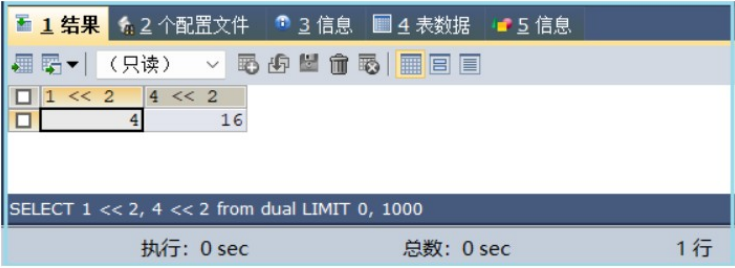 1 结果 2 个配置文件 3 信息 4 表数据 5 信息
（只读）
1 << 2 4 << 2
4 16
SELECT 1 << 2, 4 << 2 from dual LIMIT 0, 1000
执行：0 sec 总数：0 sec 1 行